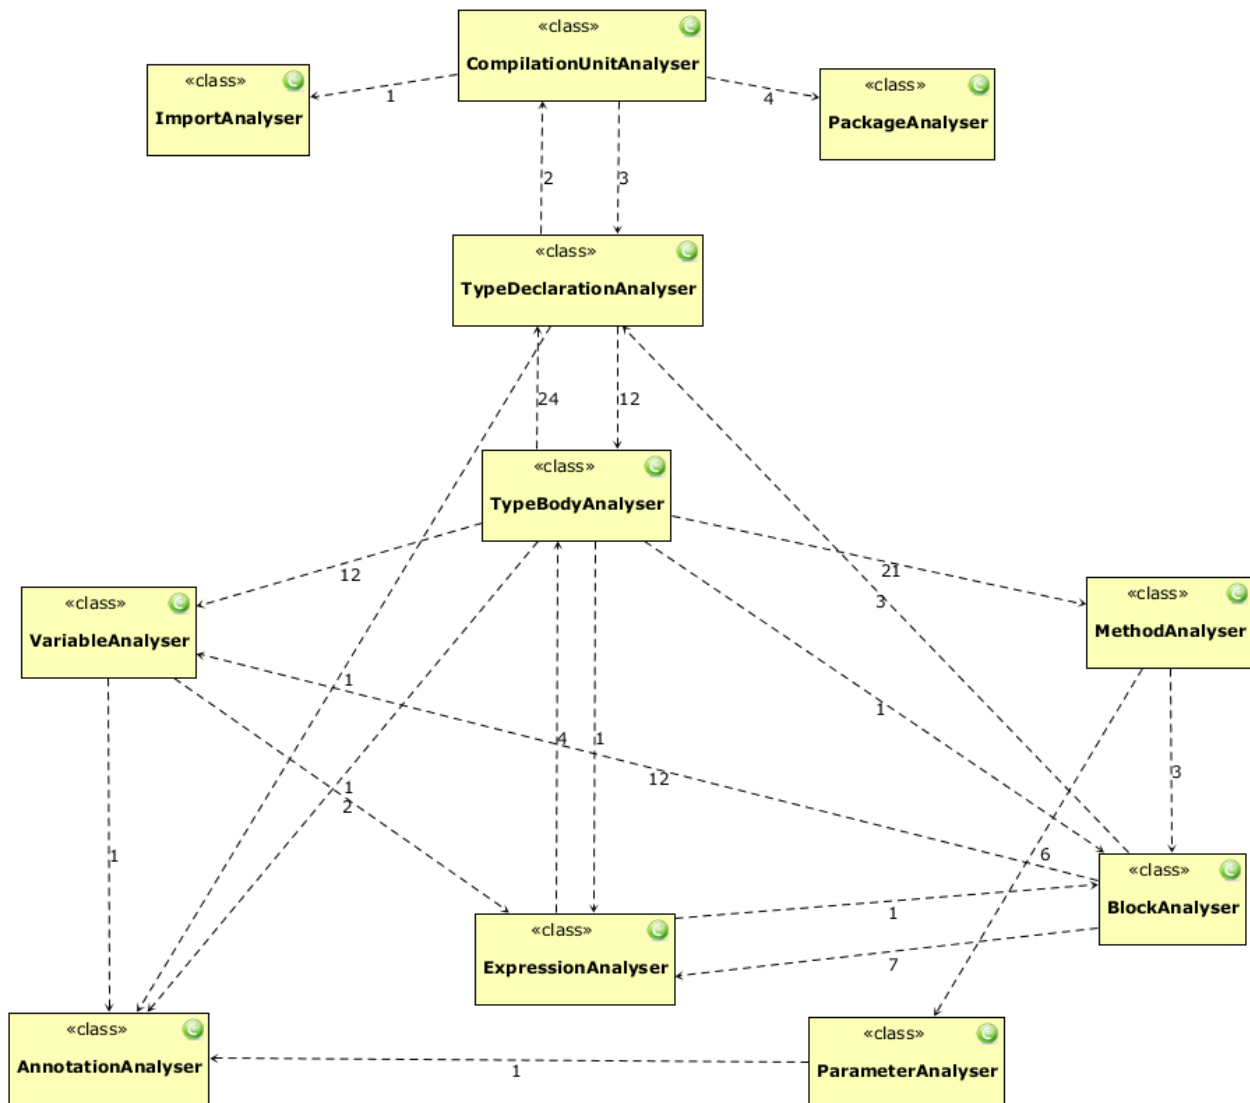 «class»
CompilationUnitAnalyser
«class»
ImportAnalyser
«class»
PackageAnalyser
1
4
2
3
«class»
TypeDeclarationAnalyser
24
12
«class»
TypeBodyAnalyser
12
21
3
«class»
VariableAnalyser
«class»
MethodAnalyser
1
1
4
1
12
3
1
2
1
6
«class»
BlockAnalyser
1
7
«class»
ExpressionAnalyser
«class»
AnnotationAnalyser
1
«class»
ParameterAnalyser